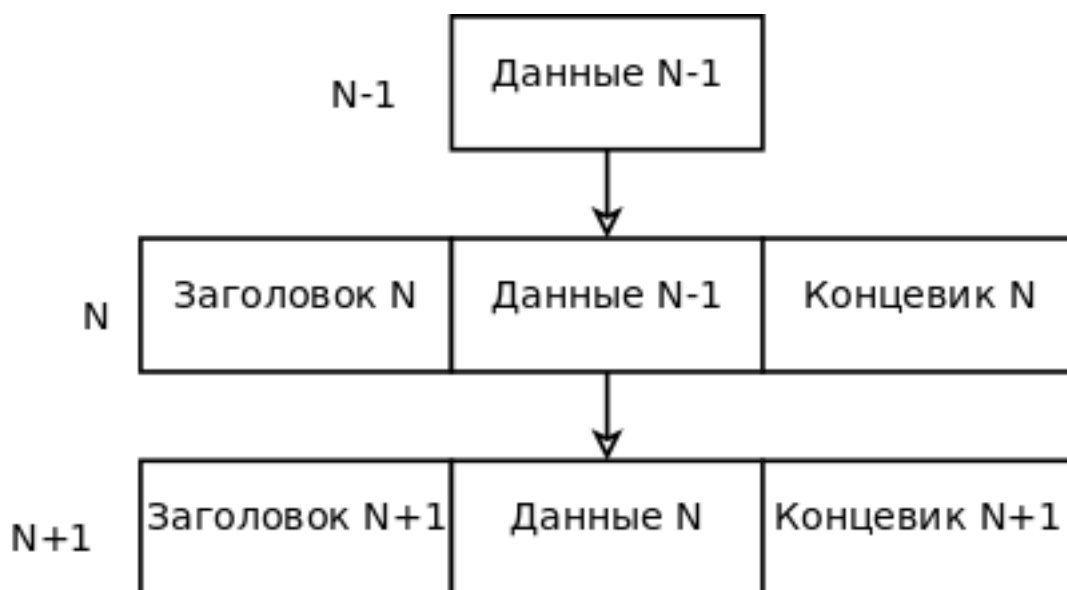 Данные N-1
N-1
Заголовок N
Данные N-1
Концевик N
N
Заголовок N+1
Данные N
Концевик N+1
N+1